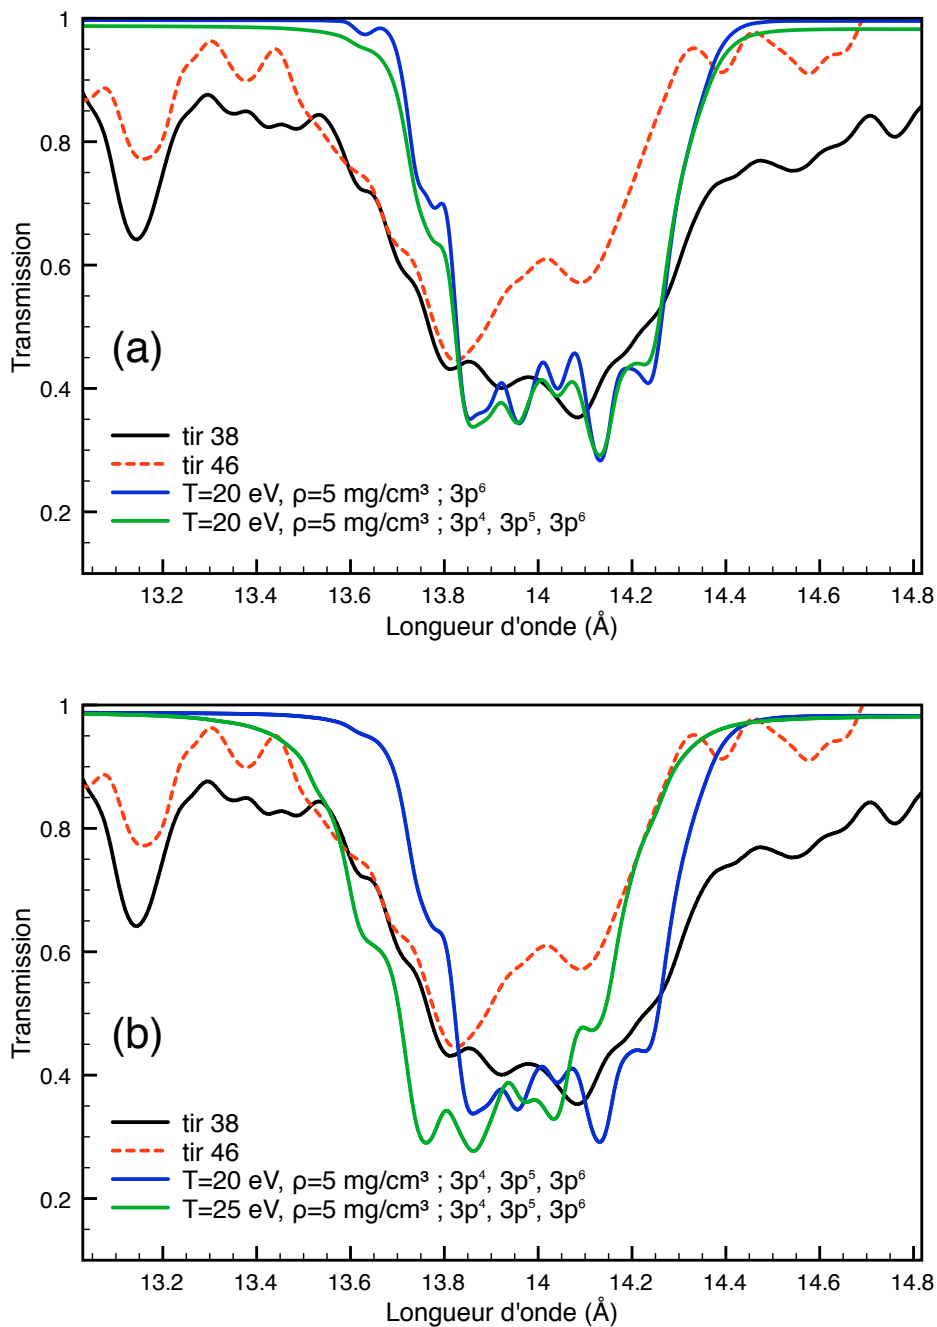 1
0.8
0.6
0.4
0.2
Transmission
(a)
tir 38
tir 46
T=20 eV, ρ=5 mg/cm³ ; 3p⁶
T=20 eV, ρ=5 mg/cm³ ; 3p⁴, 3p⁵, 3p⁶
13.2 13.4 13.6 13.8 14 14.2 14.4 14.6 14.8
Longueur d'onde (Å)
1
0.8
0.6
0.4
0.2
Transmission
(b)
tir 38
tir 46
T=20 eV, ρ=5 mg/cm³ ; 3p⁴, 3p⁵, 3p⁶
T=25 eV, ρ=5 mg/cm³ ; 3p⁴, 3p⁵, 3p⁶
13.2 13.4 13.6 13.8 14 14.2 14.4 14.6 14.8
Longueur d'onde (Å)